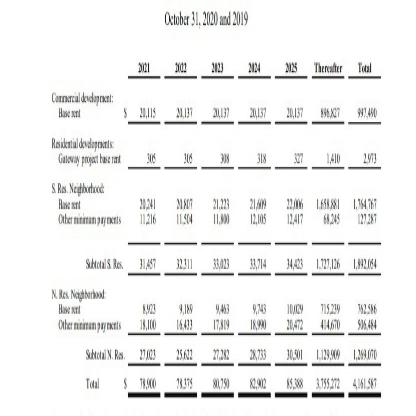 October 31, 2020 and 2019
2021 2022 2023 2024 2025 Thereafter Total
Commercial development:
Base rent $ 20,115 20,137 20,137 20,137 20,137 896,827 997,490
Residential developments:
Gateway project base rent 305 305 308 318 327 1,410 2,973
S. Res. Neighborhood:
Base rent 20,241 20,807 21,223 21,609 22,006 1,658,881 1,764,767
Other minimum payments 11,216 11,504 11,800 12,105 12,417 68,245 127,287
Subtotal S. Res. 31,457 32,311 33,023 33,714 34,423 1,727,126 1,892,054
N. Res. Neighborhood:
Base rent 8,923 9,189 9,463 9,743 10,029 715,239 762,586
Other minimum payments 18,100 16,433 17,819 18,990 20,472 414,670 506,484
Subtotal N. Res. 27,023 25,622 27,282 28,733 30,501 1,129,909 1,269,070
Total $ 78,900 78,375 80,750 82,902 85,388 3,755,272 4,161,587